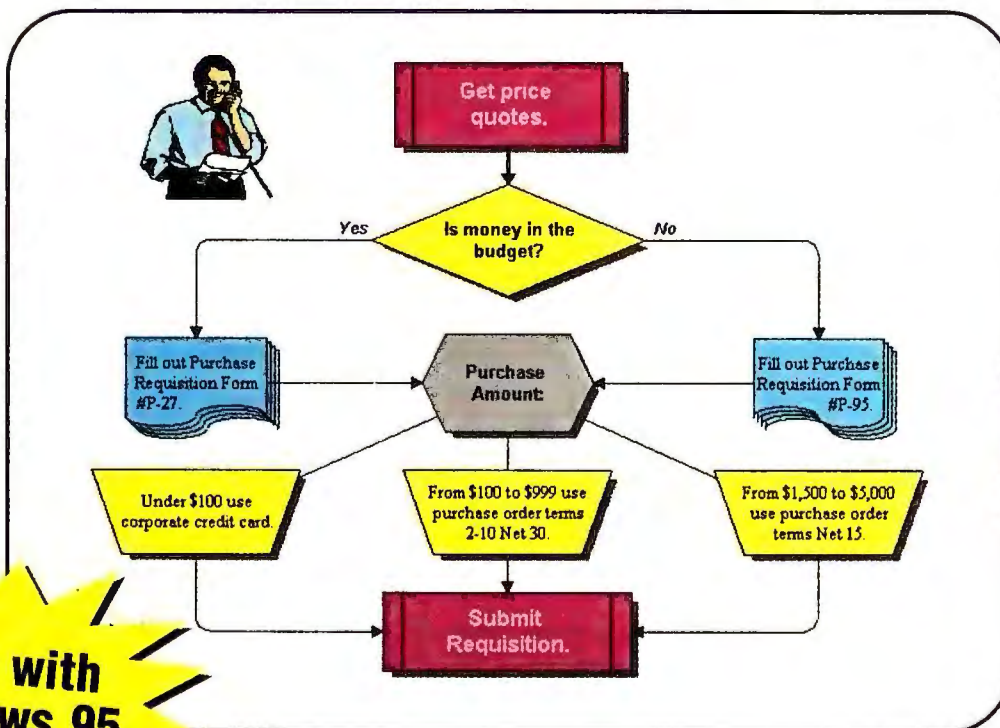 Get price
quotes.
Yes
Is money in the
budget?
No
Fill out Purchase
Requisition Form
#P-27.
Purchase
Amount:
Fill out Purchase
Requisition Form
#P-95.
Under $100 use
corporate credit card.
From $100 to $999 use
purchase order terms
2-10 Net 30.
From $1,500 to $5,000
use purchase order
terms Net 15.
Submit
Requisition.
with
ws 95